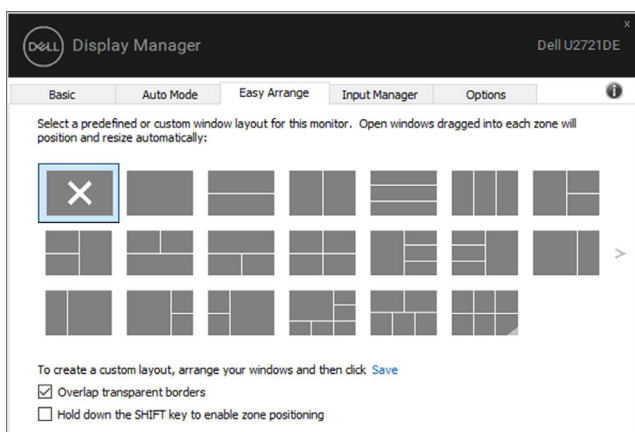 x
DELL Display Manager
Dell U2721DE
Basic Auto Mode Easy Arrange Input Manager Options
Select a predefined or custom window layout for this monitor. Open windows dragged into each zone will
position and resize automatically:
To create a custom layout, arrange your windows and then click Save
Overlap transparent borders
Hold down the SHIFT key to enable zone positioning